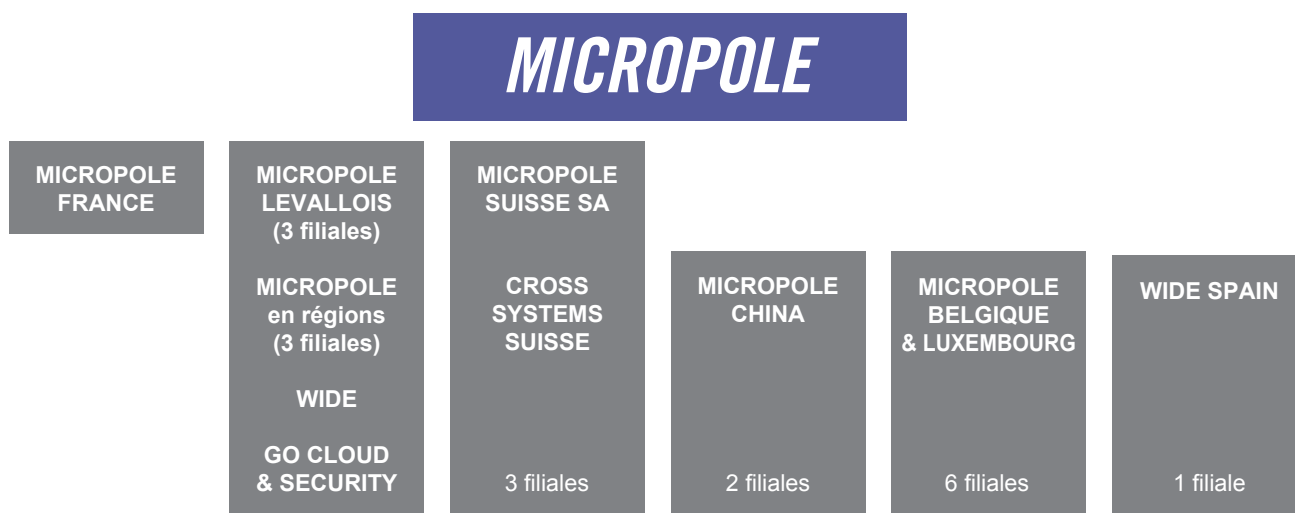 MICROPOLE
MICROPOLE
FRANCE
MICROPOLE
LEVALLOIS
(3 filiales)
MICROPOLE
en régions
(3 filiales)
WIDE
GO CLOUD
& SECURITY
MICROPOLE
SUISSE SA
CROSS
SYSTEMS
SUISSE
3 filiales
MICROPOLE
CHINA
2 filiales
MICROPOLE
BELGIQUE
& LUXEMBOURG
6 filiales
WIDE SPAIN
1 filiale